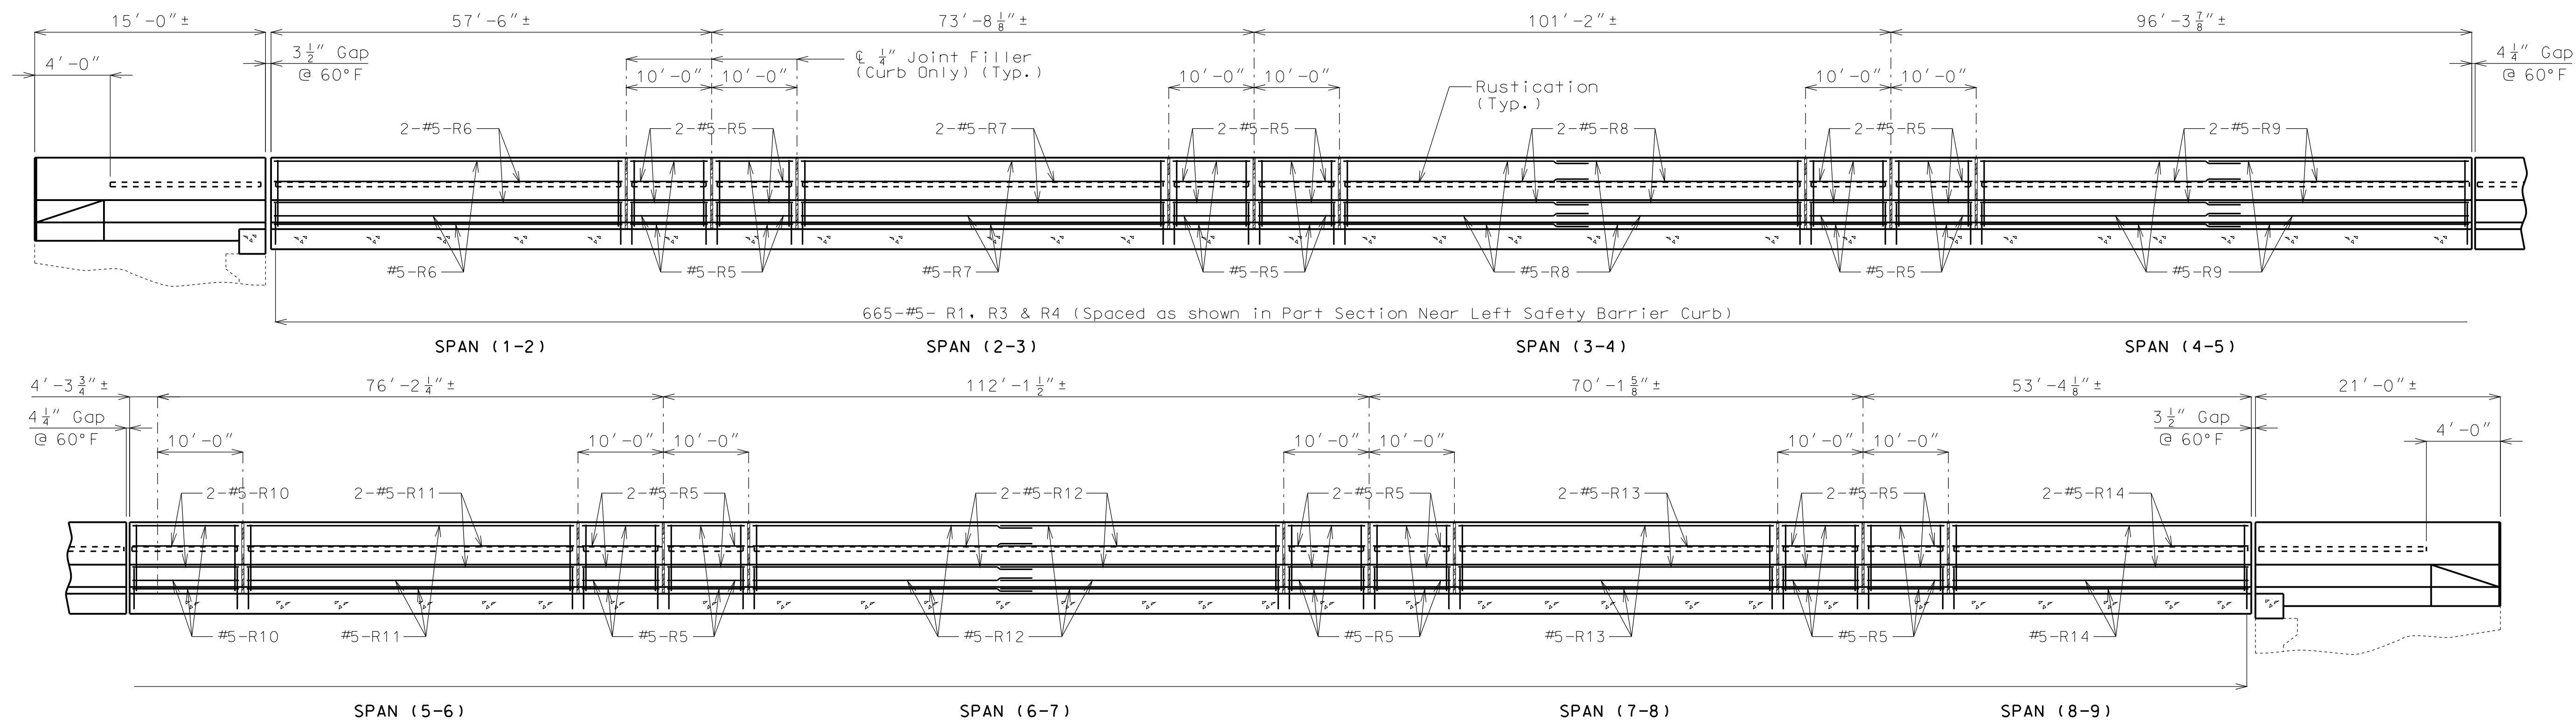 15'-0"± 57'-6"± 73'-8 1/8"± 101'-2"± 96'-3 7/8"±
4'-0" 3 1/2" Gap @ 60°F
℄ 1/4" Joint Filler
(Curb Only) (Typ.)
4 1/4" Gap
@ 60°F
10'-0" 10'-0" 10'-0" 10'-0" 10'-0" 10'-0"
Rustication
(Typ.)
2-#5-R6 2-#5-R5 2-#5-R7 2-#5-R5 2-#5-R8 2-#5-R5 2-#5-R9
#5-R6 #5-R5 #5-R7 #5-R5 #5-R8 #5-R5 #5-R9
665-#5- R1, R3 & R4 (Spaced as shown in Part Section Near Left Safety Barrier Curb)
SPAN (1-2) SPAN (2-3) SPAN (3-4) SPAN (4-5)
4'-3 3/4"± 76'-2 1/4"± 112'-1 1/2"± 70'-1 5/8"± 53'-4 1/8"± 21'-0"±
4 1/4" Gap
@ 60°F
3 1/2" Gap
@ 60°F
4'-0"
10'-0" 10'-0" 10'-0" 10'-0" 10'-0" 10'-0" 10'-0"
2-#5-R10 2-#5-R11 2-#5-R5 2-#5-R12 2-#5-R5 2-#5-R13 2-#5-R5 2-#5-R14
#5-R10 #5-R11 #5-R5 #5-R12 #5-R5 #5-R13 #5-R5 #5-R14
SPAN (5-6) SPAN (6-7) SPAN (7-8) SPAN (8-9)